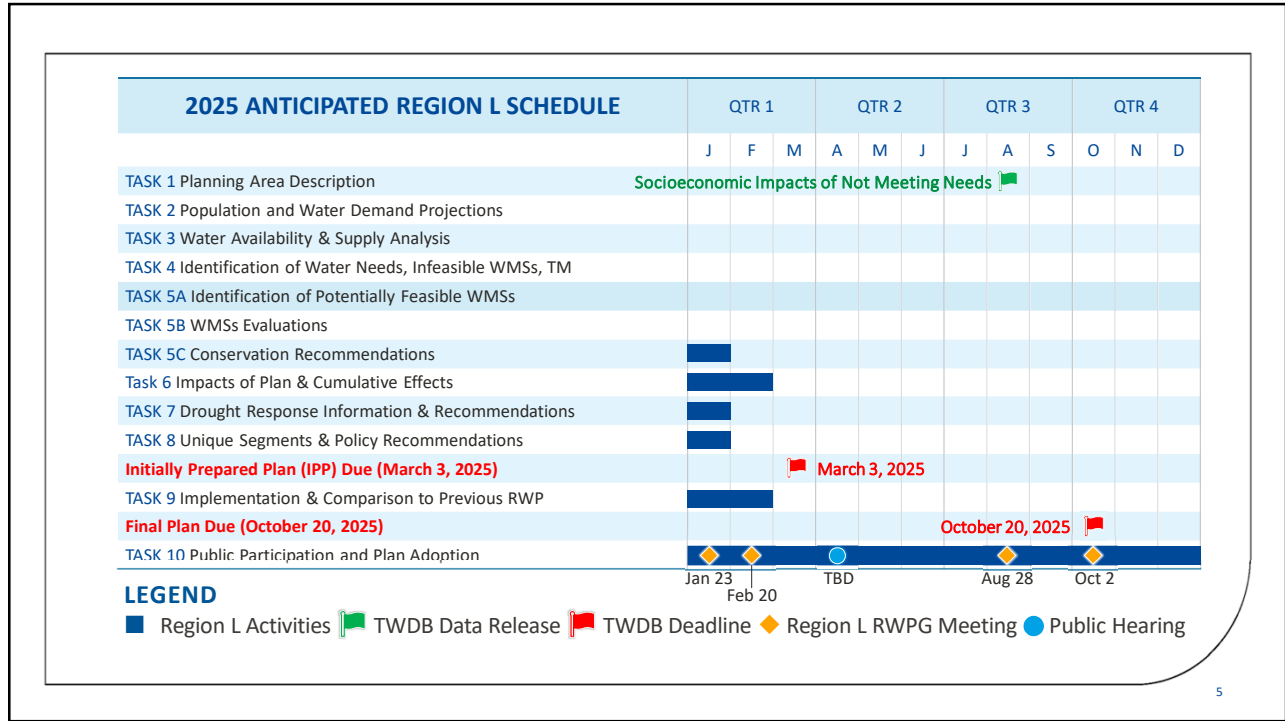 2025 ANTICIPATED REGION L SCHEDULE QTR 1 QTR 2 QTR 3 QTR 4
J F M A M J J A S O N D
TASK 1 Planning Area Description Socioeconomic Impacts of Not Meeting Needs
TASK 2 Population and Water Demand Projections
TASK 3 Water Availability & Supply Analysis
TASK 4 Identification of Water Needs, Infeasible WMSs, TM
TASK 5A Identification of Potentially Feasible WMSs
TASK 5B WMSs Evaluations
TASK 5C Conservation Recommendations
Task 6 Impacts of Plan & Cumulative Effects
TASK 7 Drought Response Information & Recommendations
TASK 8 Unique Segments & Policy Recommendations
Initially Prepared Plan (IPP) Due (March 3, 2025) March 3, 2025
TASK 9 Implementation & Comparison to Previous RWP
Final Plan Due (October 20, 2025) October 20, 2025
TASK 10 Public Participation and Plan Adoption
Jan 23 TBD Aug 28 Oct 2
Feb 20
LEGEND
Region L Activities TWDB Data Release TWDB Deadline Region L RWPG Meeting Public Hearing
5